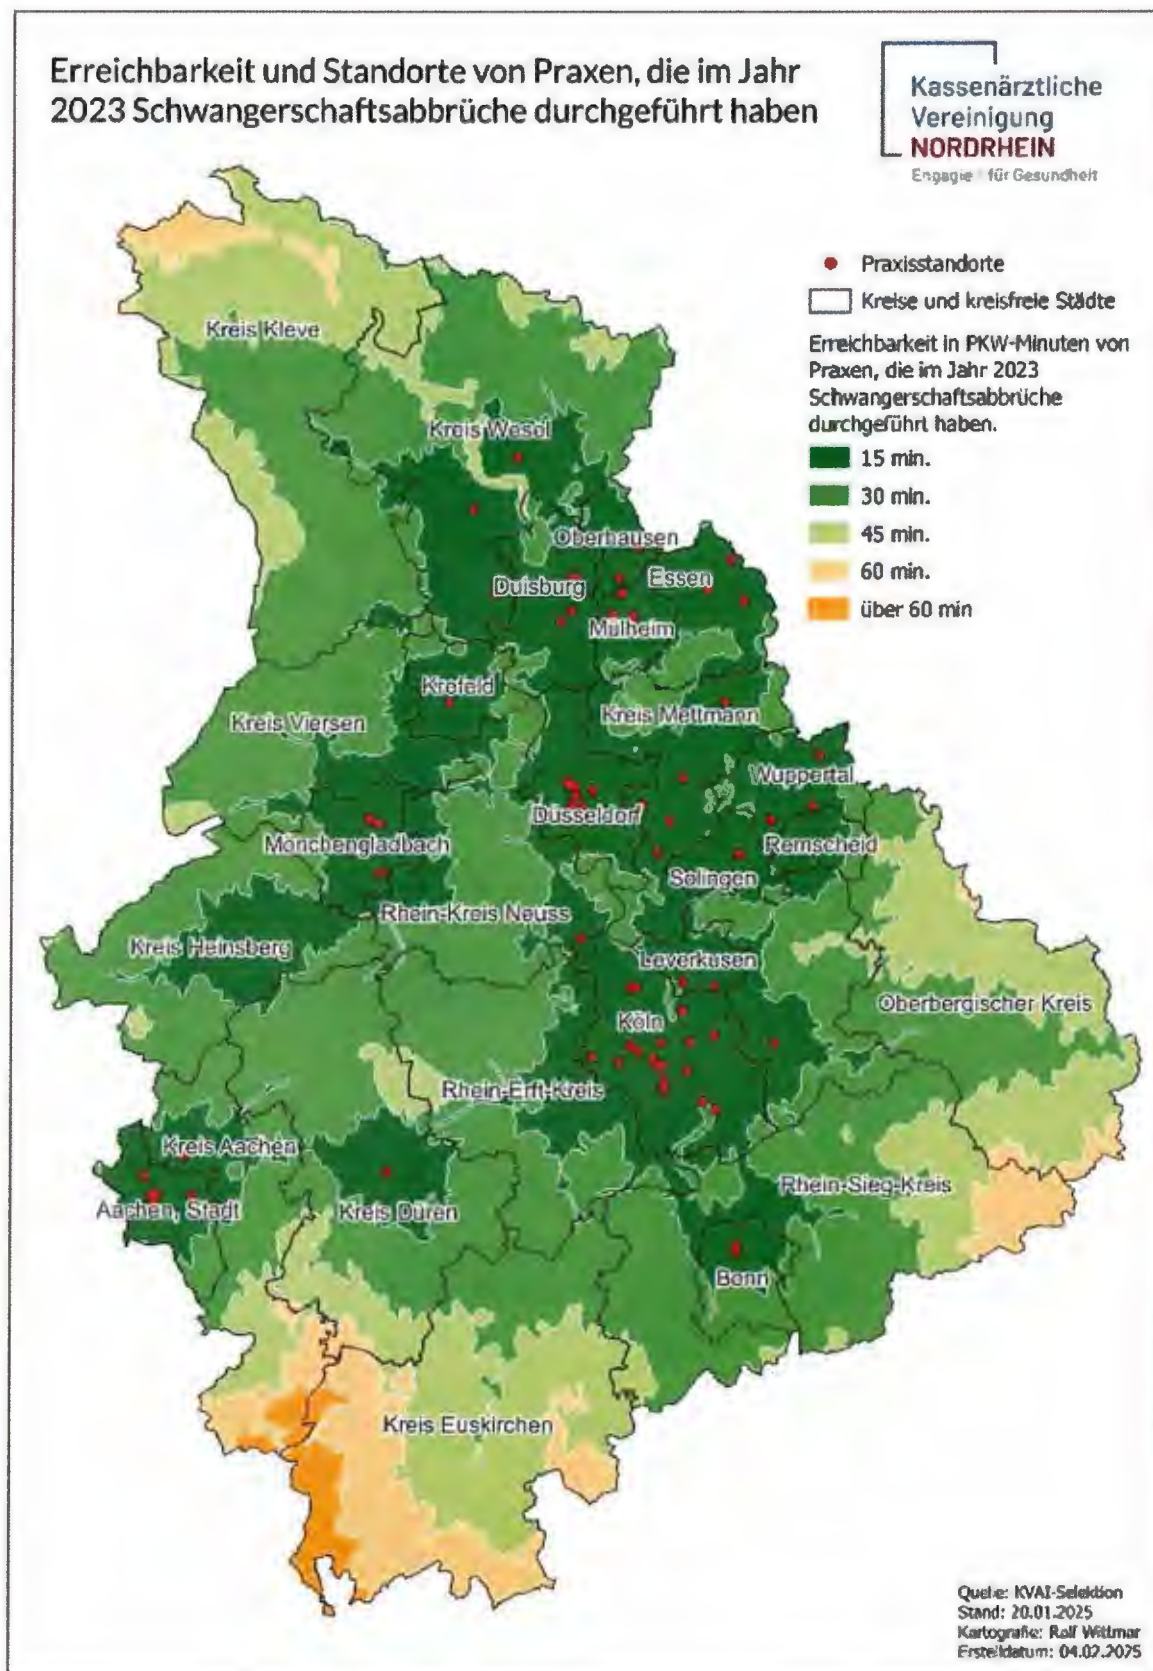 Erreichbarkeit und Standorte von Praxen, die im Jahr
2023 Schwangerschaftsabbrüche durchgeführt haben
Kassenärztliche
Vereinigung
NORDRHEIN
Engagie für Gesundheit
Praxisstandorte
Kreise und kreisfreie Städte
Erreichbarkeit in PKW-Minuten von
Praxen, die im Jahr 2023
Schwangerschaftsabbrüche
durchgeführt haben.
15 min.
30 min.
45 min.
60 min.
über 60 min
Kreis Kleve
Kreis Wesel
Oberhausen
Duisburg
Essen
Mülheim
Krefeld
Kreis Viersen
Kreis Mettmann
Wuppertal
Düsseldorf
Mönchengladbach
Remscheid
Solingen
Rhein-Kreis Neuss
Kreis Heinsberg
Leverkusen
Oberbergischer Kreis
Köln
Rhein-Erft-Kreis
Kreis Aachen
Rhein-Sieg-Kreis
Aachen, Stadt
Kreis Düren
Bonn
Kreis Euskirchen
Quelle: KVAI-Selektion
Stand: 20.01.2025
Kartografie: Rolf Wittmar
Erstelldatum: 04.02.2025